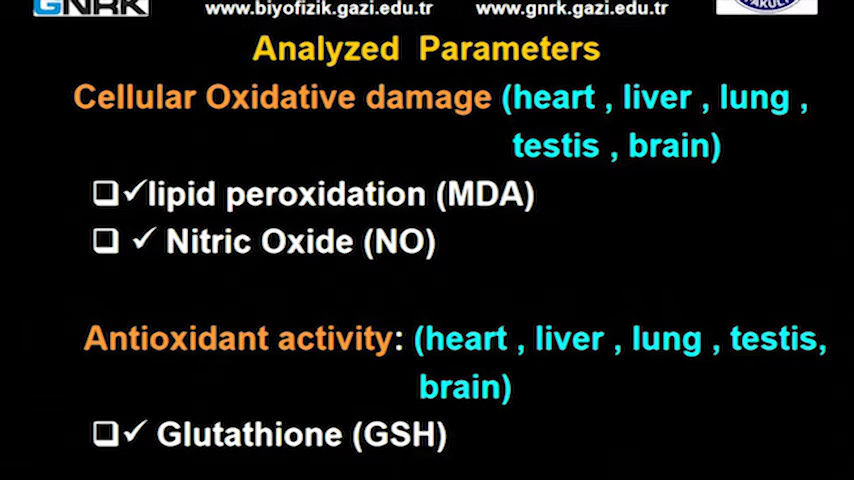 GNRK www.biyofizik.gazi.edu.tr www.gnrk.gazi.edu.tr
Analyzed Parameters
Cellular Oxidative damage (heart , liver , lung ,
testis , brain)
❑✓lipid peroxidation (MDA)
❑ ✓ Nitric Oxide (NO)
Antioxidant activity: (heart , liver , lung , testis,
brain)
❑✓ Glutathione (GSH)